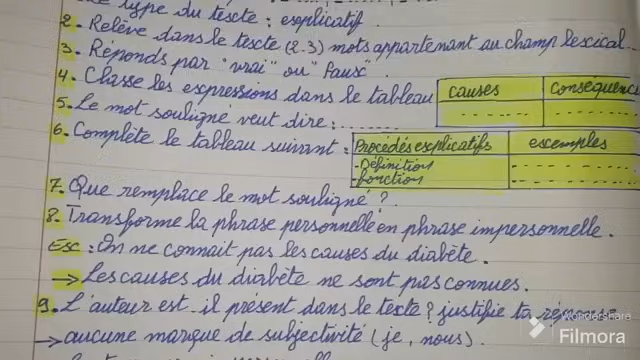 type du texte : explicatif.
2. Relève dans le texte (2.3) mots appartenant au champ lexical...
3. Réponds par "vrai" ou "faux".
4. Classe les expressions dans le tableau
causes | conséquenc
..... | .....
5. Le mot souligné veut dire : ........
6. Complète le tableau suivant :
Procédés explicatifs | exemples
- Définition | - - - - - -
- fonction | - - - - - -
7. Que remplace le mot souligné ?
8. Transforme la phrase personnelle en phrase impersonnelle.
Ex : On ne connait pas les causes du diabète.
→ Les causes du diabète ne sont pas connues.
9. L'auteur est-il présent dans le texte ? justifie ta réponse
→ aucune marque de subjectivité (je, nous).
Wondershare
Filmora